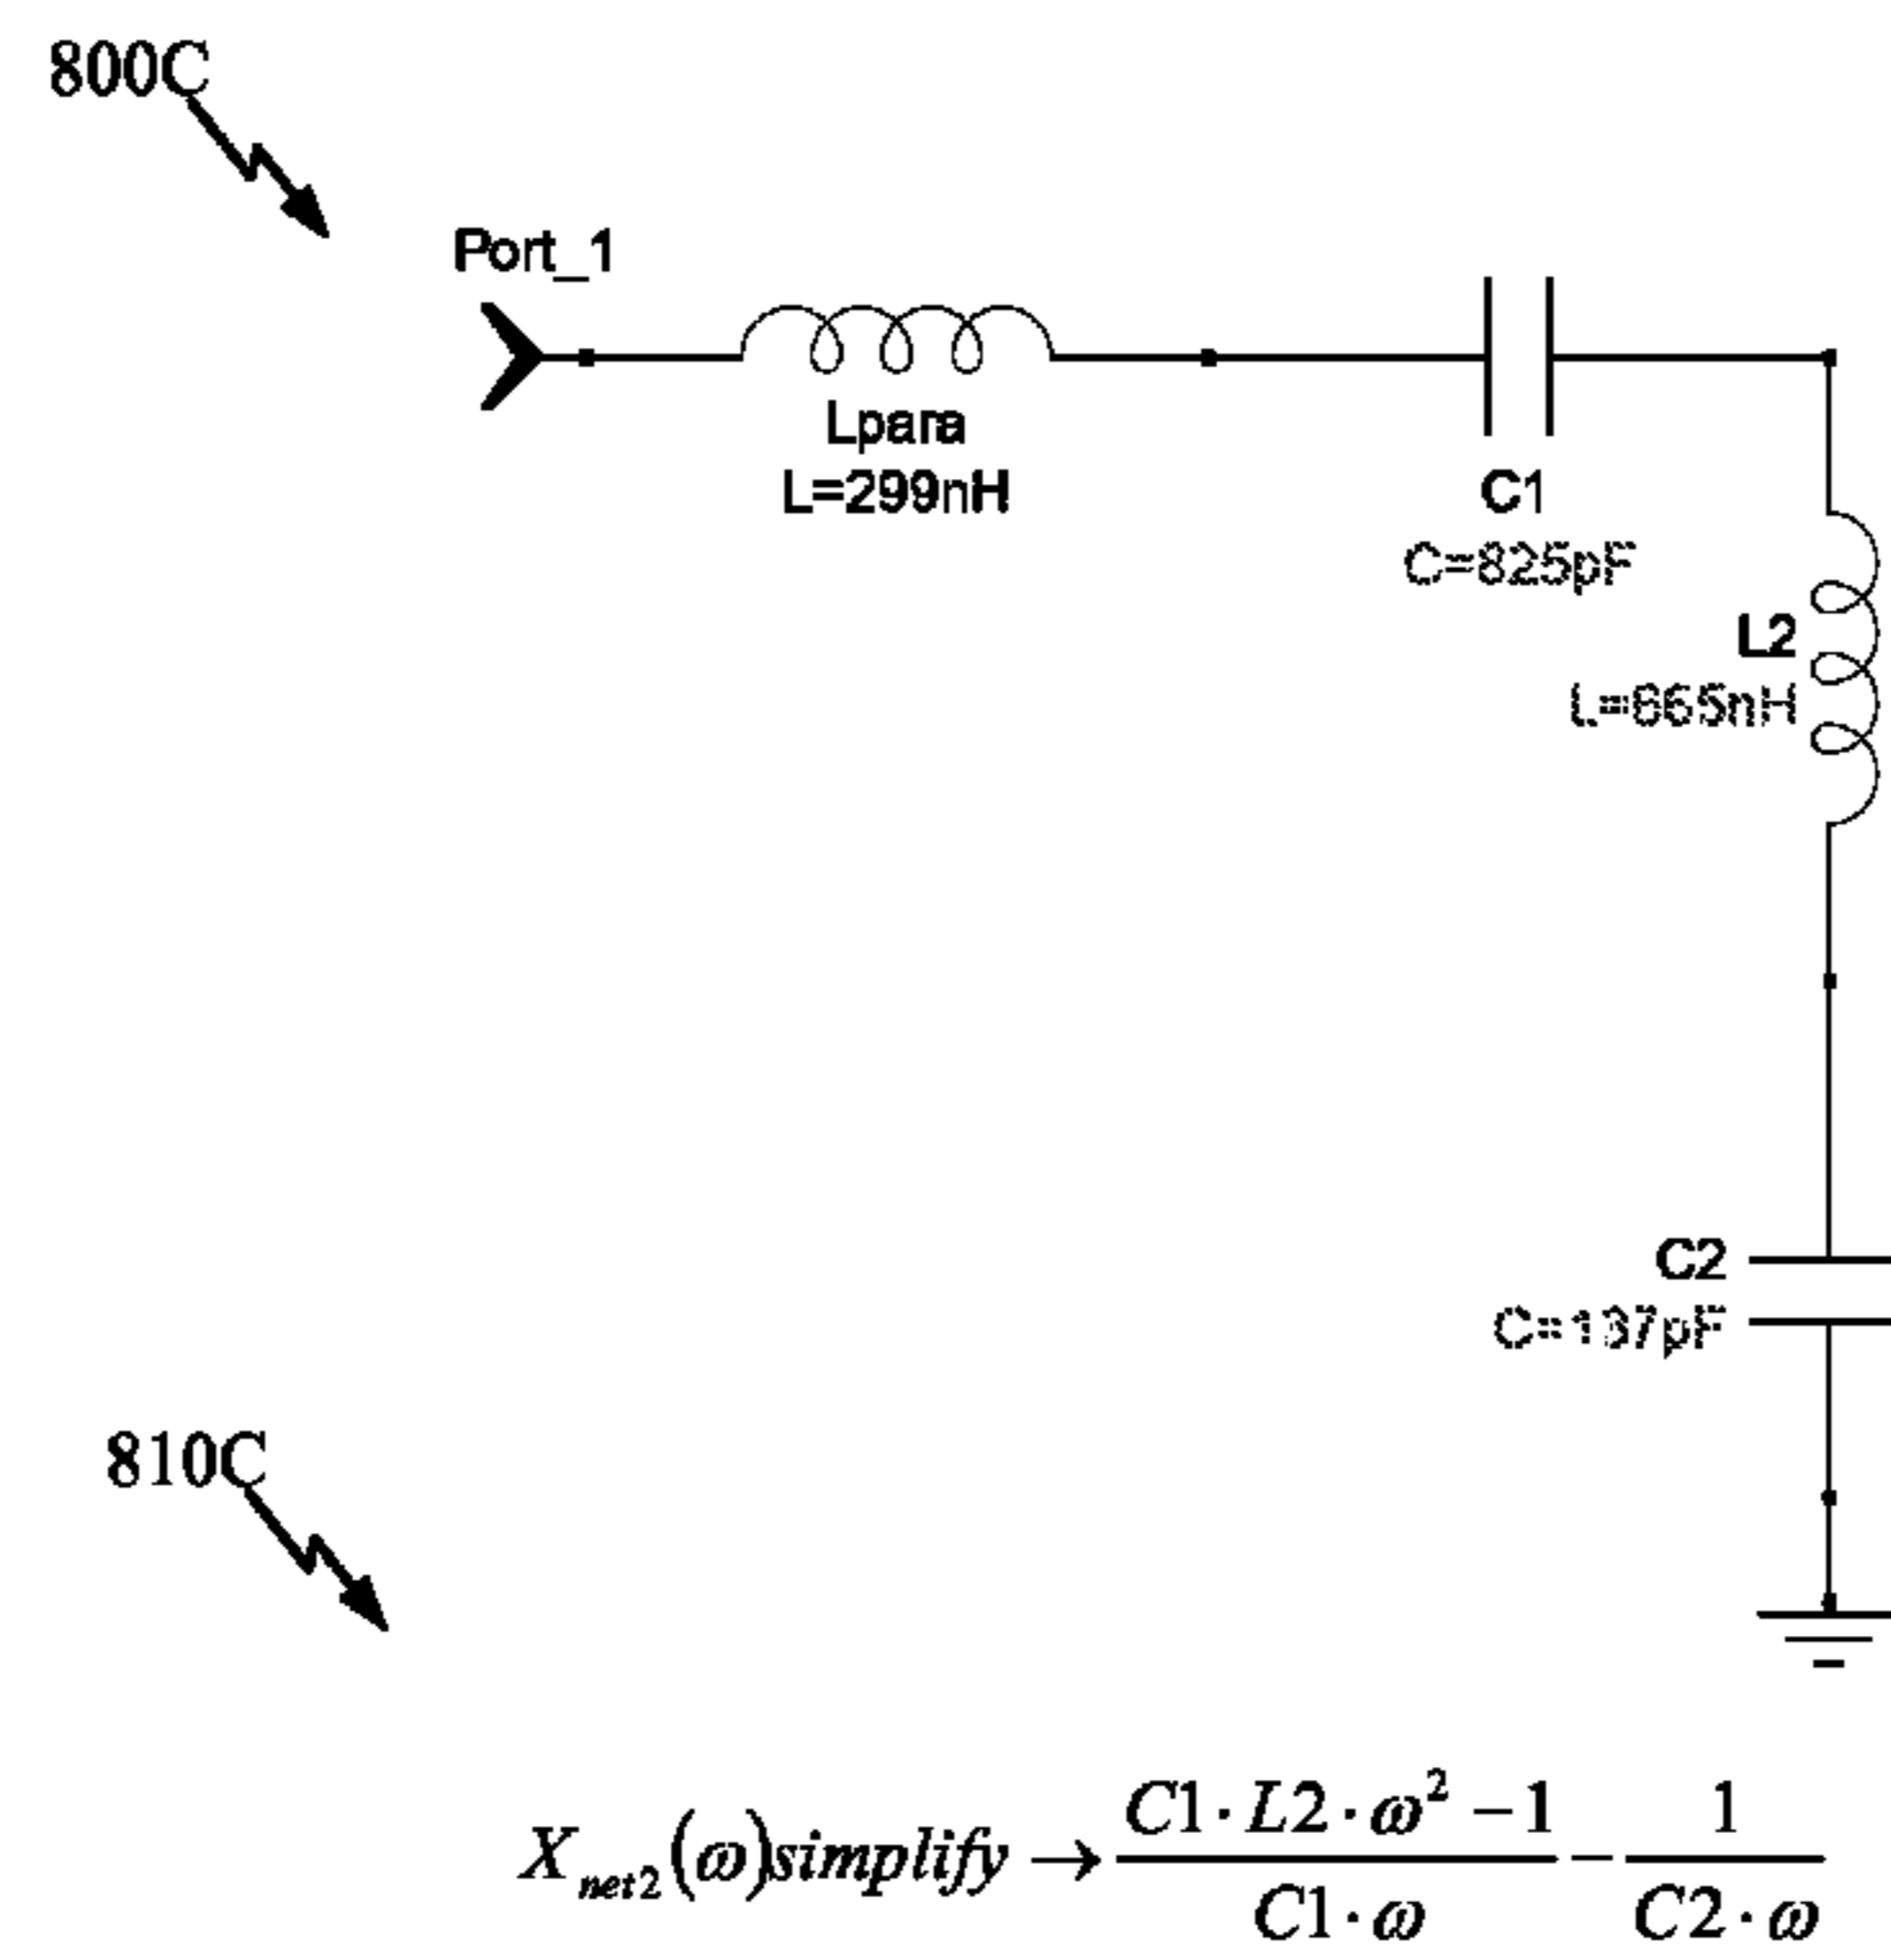 800C
Port_1
Lpara
L=299nH
C1
C=825pF
L2
C2
C=137pF
810C
X_net2(ω)simplify → (C1·L2·ω² − 1)/(C1·ω) − 1/(C2·ω)